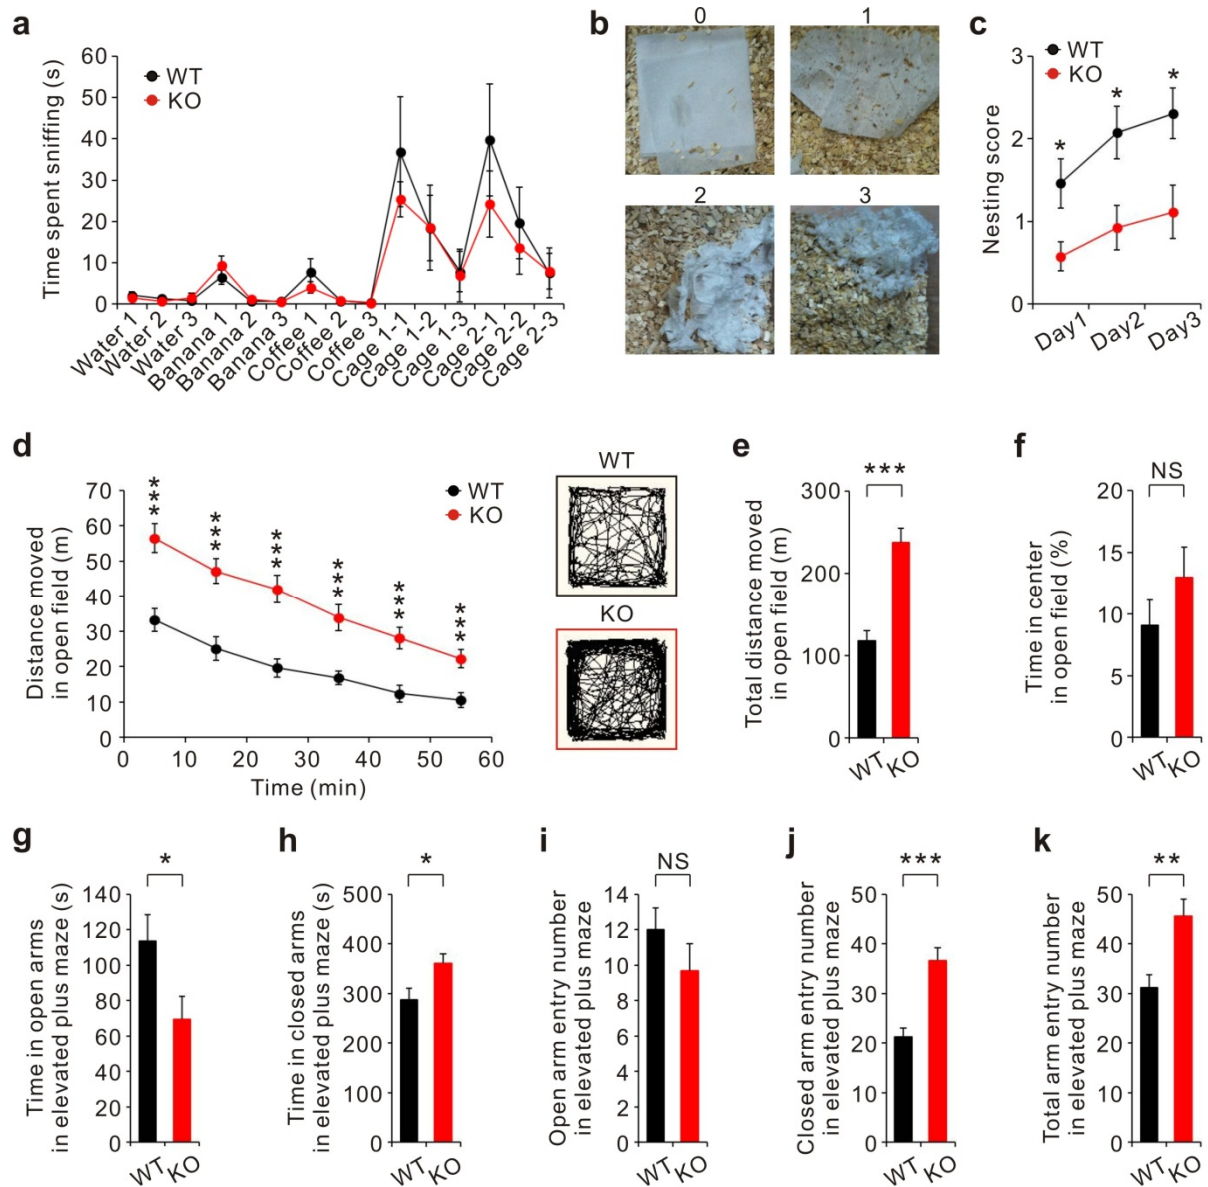 a
Time spent sniffing (s)
60
50
40
30
20
10
0
WT
KO
Water 1
Water 2
Water 3
Banana 1
Banana 2
Banana 3
Coffee 1
Coffee 2
Coffee 3
Cage 1-1
Cage 1-2
Cage 1-3
Cage 2-1
Cage 2-2
Cage 2-3
b
0
1
2
3
c
Nesting score
3
2
1
0
WT
KO
*
*
*
Day1
Day2
Day3
d
Distance moved
in open field (m)
70
60
50
40
30
20
10
0
***
***
***
***
***
***
WT
KO
0 10 20 30 40 50 60
Time (min)
WT
KO
e
Total distance moved
in open field (m)
300
200
100
0
***
WT
KO
f
Time in center
in open field (%)
20
15
10
5
0
NS
WT
KO
g
Time in open arms
in elevated plus maze (s)
140
120
100
80
60
40
20
0
*
WT
KO
h
Time in closed arms
in elevated plus maze (s)
500
400
300
200
100
0
*
WT
KO
i
Open arm entry number
in elevated plus maze
14
12
10
8
6
4
2
0
NS
WT
KO
j
Closed arm entry number
in elevated plus maze
50
40
30
20
10
0
***
WT
KO
k
Total arm entry number
in elevated plus maze
50
40
30
20
10
0
**
WT
KO